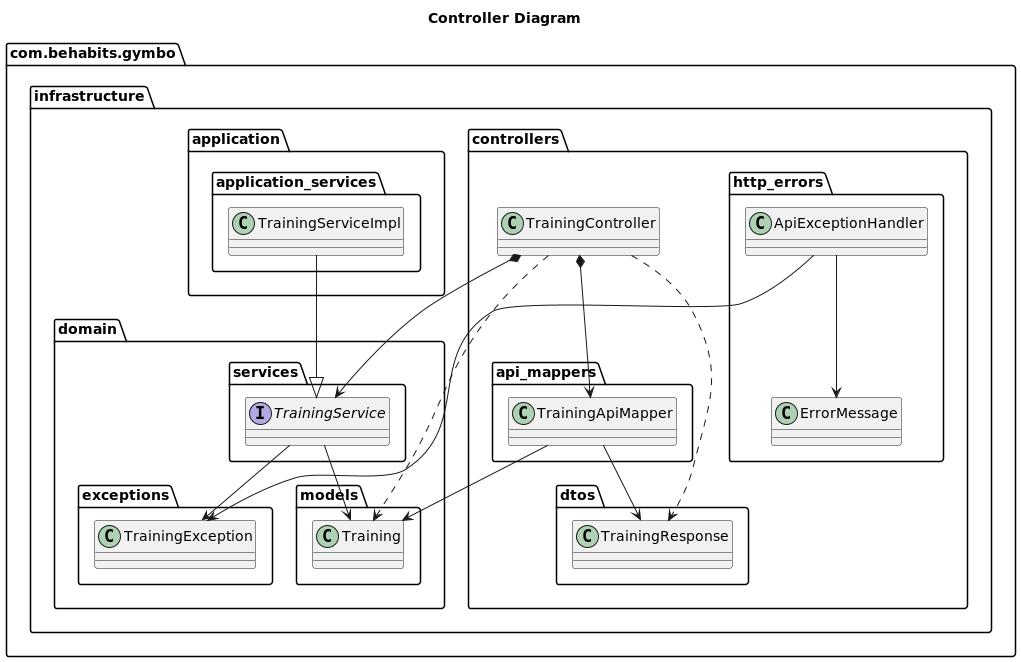 Controller Diagram
com.behabits.gymbo
infrastructure
application
controllers
application_services
http_errors
C TrainingServiceImpl
C TrainingController
C ApiExceptionHandler
domain
services
api_mappers
I TrainingService
C TrainingApiMapper
C ErrorMessage
exceptions
models
dtos
C TrainingException
C Training
C TrainingResponse